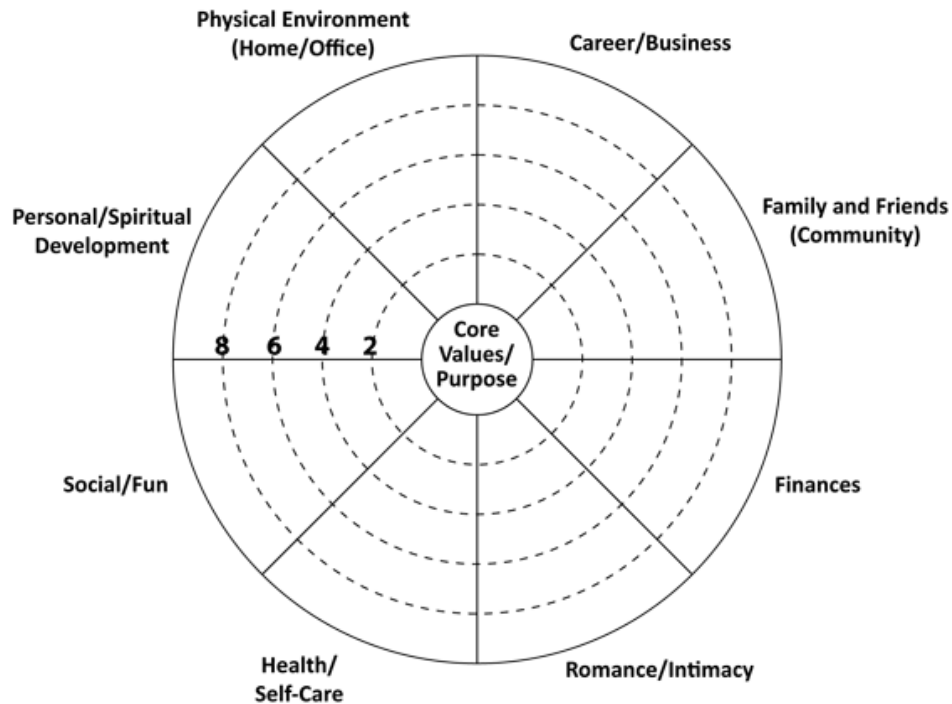 Physical Environment
(Home/Office)
Career/Business
Personal/Spiritual
Development
Family and Friends
(Community)
8 6 4 2
Core
Values/
Purpose
Social/Fun
Finances
Health/
Self-Care
Romance/Intimacy